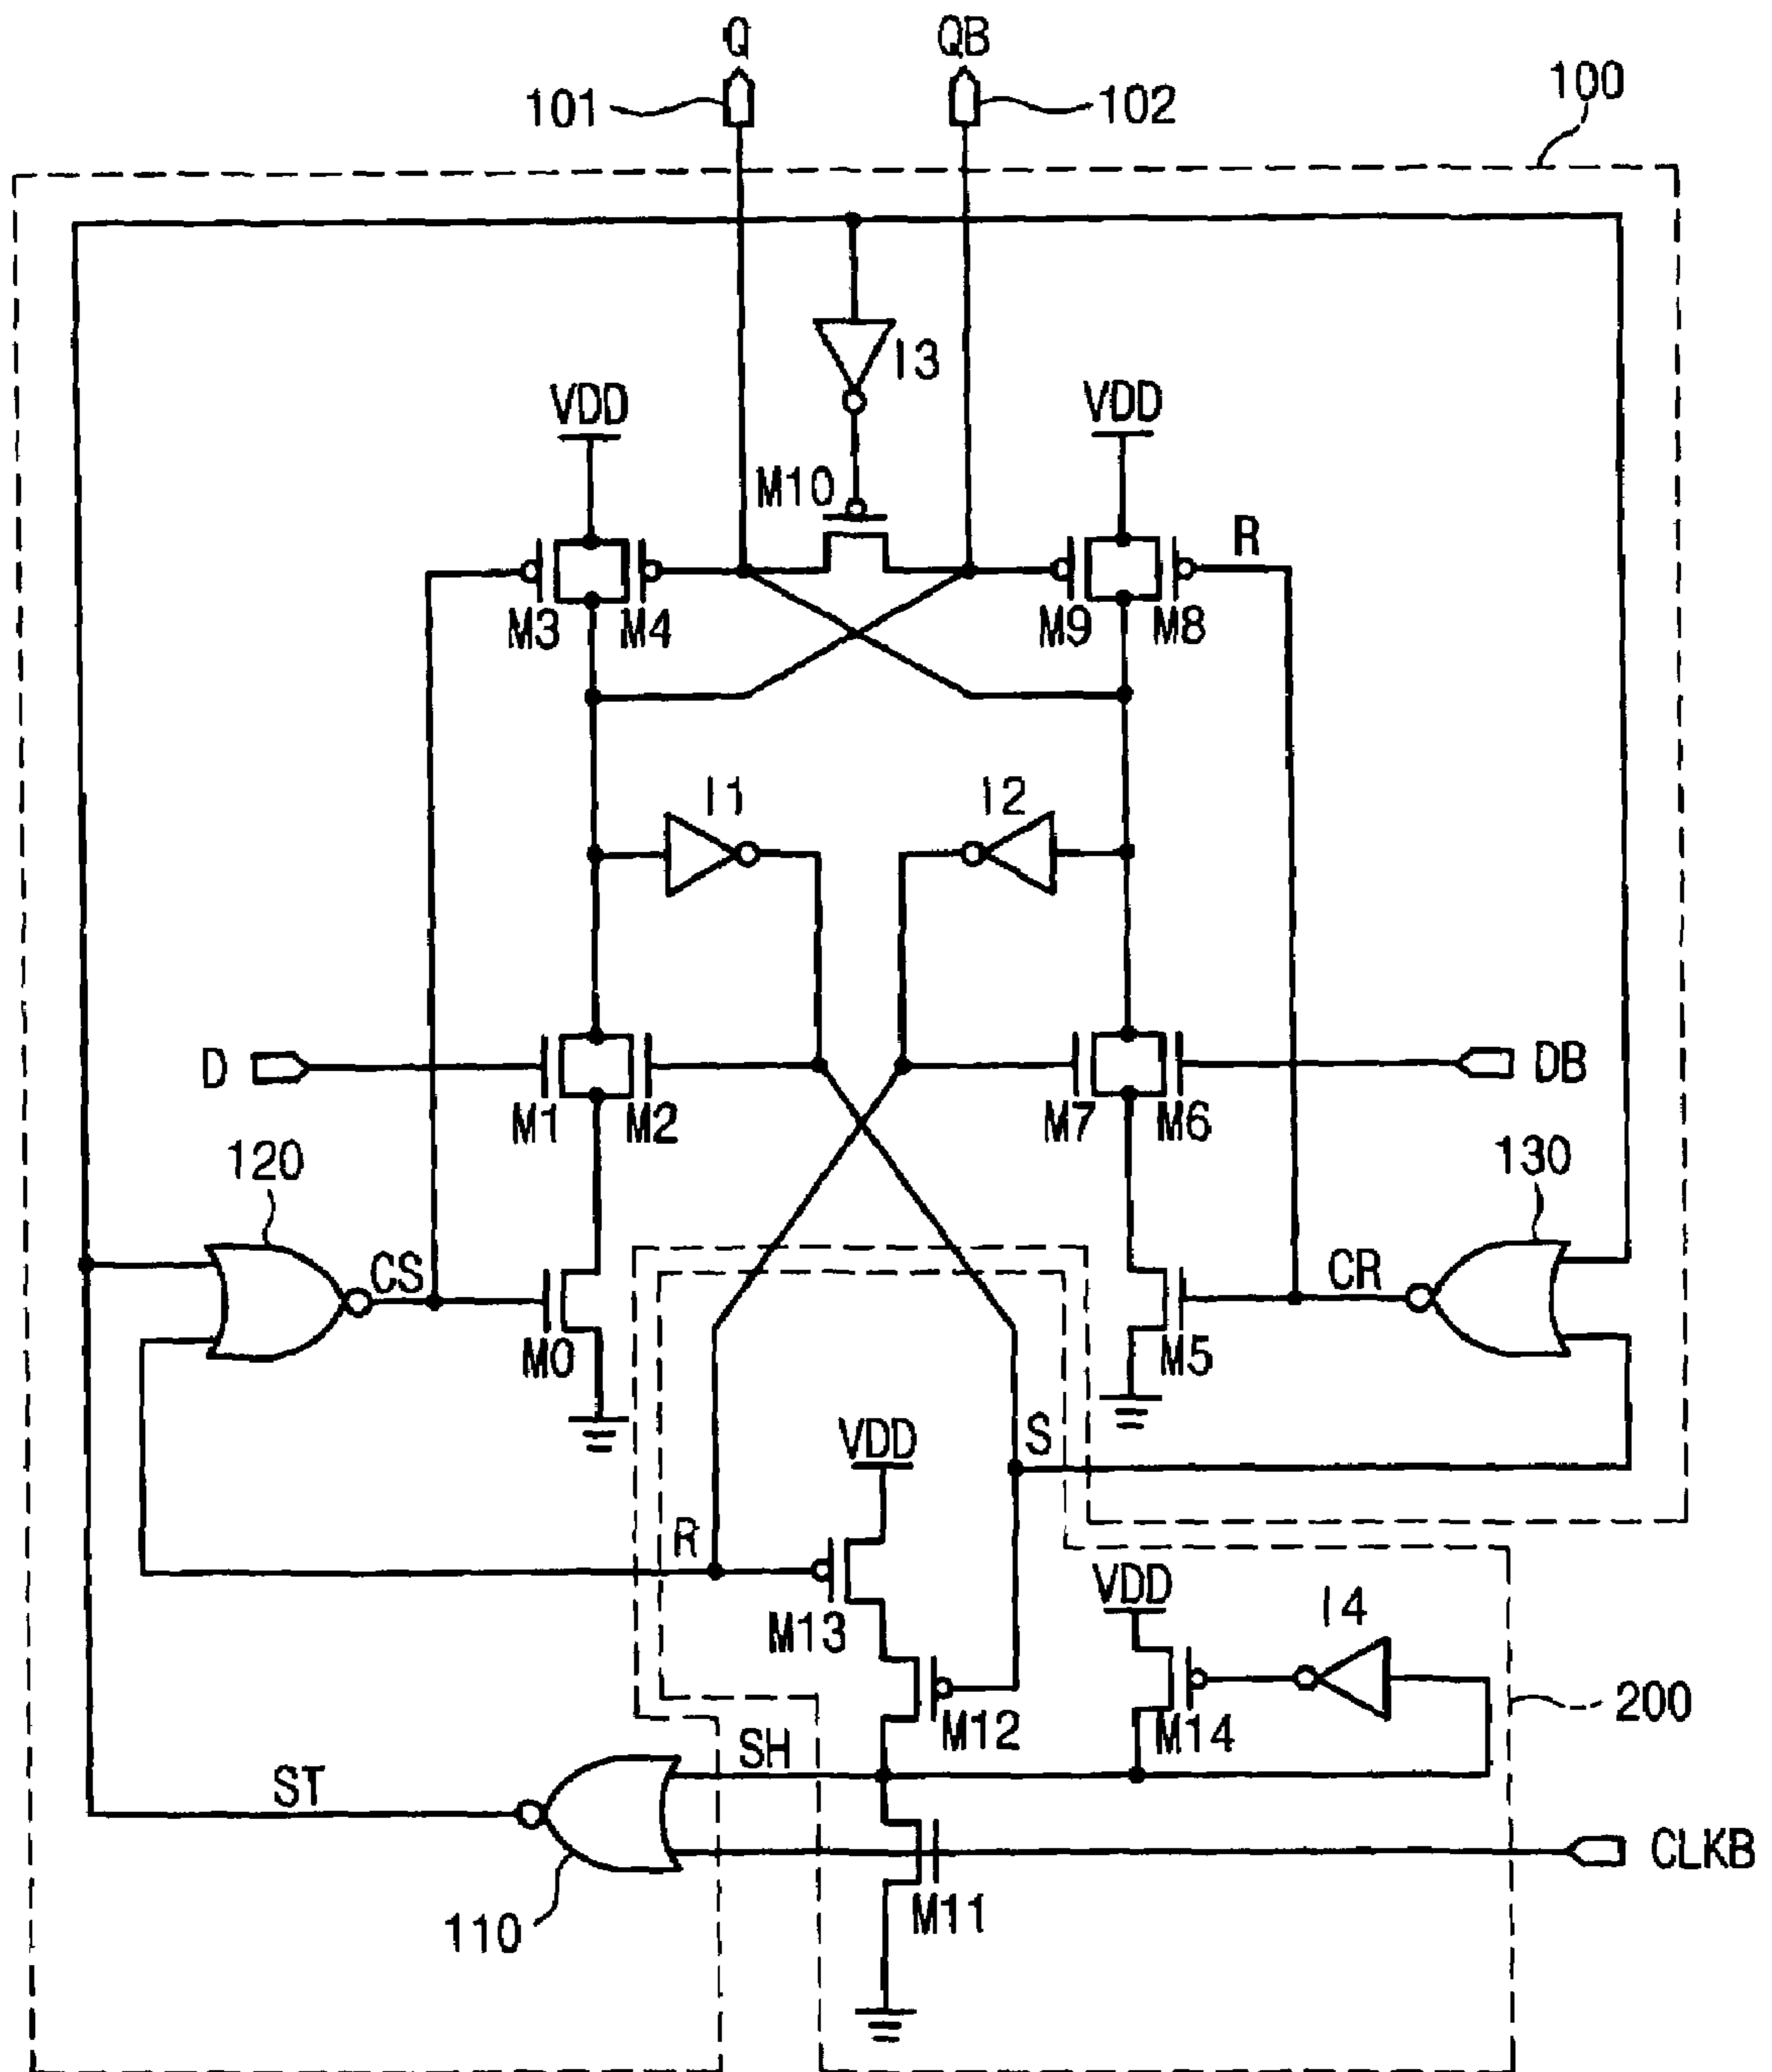 Q QB
101 102 100
I3
VDD VDD
M10
R
M3 M4 M9 M8
I1 I2
D DB
M1 M2 M7 M6
120 130
CS CR
M0 M5
VDD S
R
VDD I4
M13
M12 M14 200
SH
ST
CLKB
110 M11